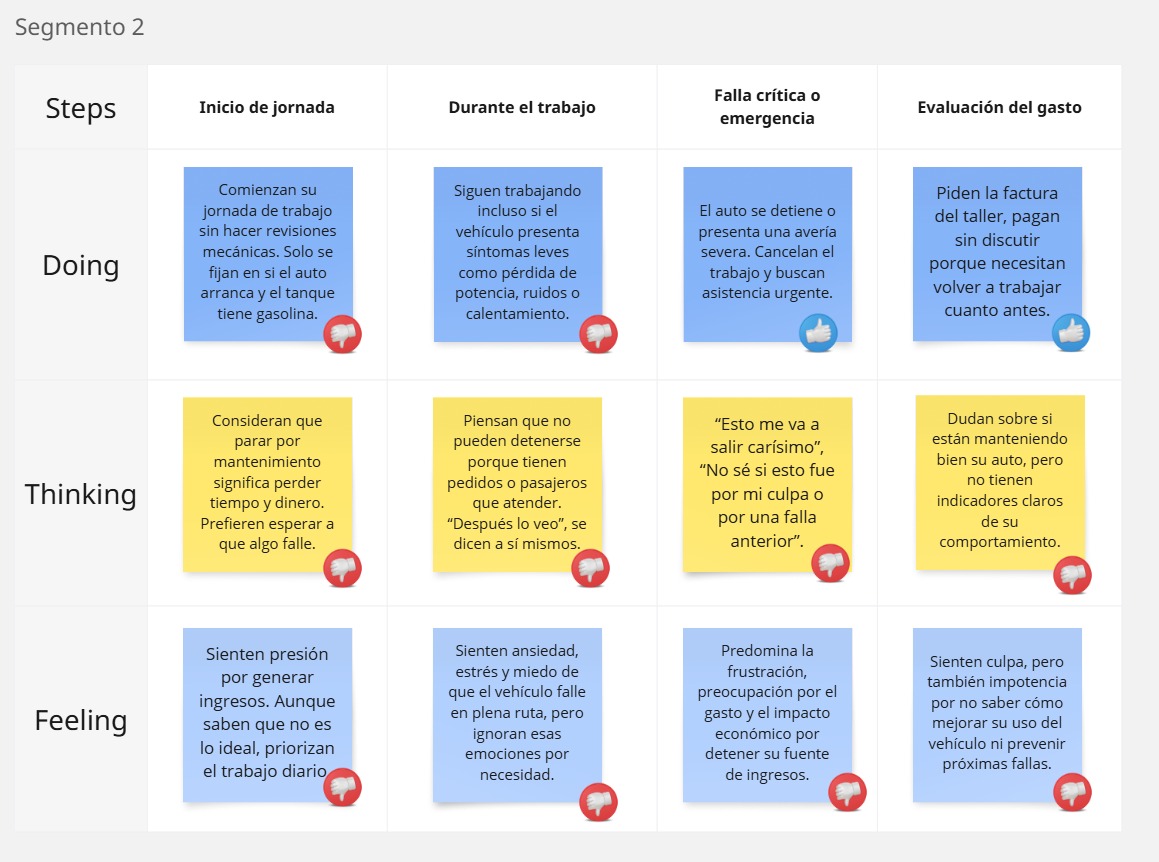 Segmento 2
Steps
Inicio de jornada
Durante el trabajo
Falla crítica o
emergencia
Evaluación del gasto
Doing
Comienzan su
jornada de trabajo
sin hacer revisiones
mecánicas. Solo se
fijan en si el auto
arranca y el tanque
tiene gasolina.
Siguen trabajando
incluso si el
vehículo presenta
síntomas leves
como pérdida de
potencia, ruidos o
calentamiento.
El auto se detiene o
presenta una avería
severa. Cancelan el
trabajo y buscan
asistencia urgente.
Piden la factura
del taller, pagan
sin discutir
porque necesitan
volver a trabajar
cuanto antes.
Thinking
Consideran que
parar por
mantenimiento
significa perder
tiempo y dinero.
Prefieren esperar a
que algo falle.
Piensan que no
pueden detenerse
porque tienen
pedidos o pasajeros
que atender.
“Después lo veo”, se
dicen a sí mismos.
“Esto me va a
salir carísimo”,
“No sé si esto fue
por mi culpa o
por una falla
anterior”.
Dudan sobre si
están manteniendo
bien su auto, pero
no tienen
indicadores claros
de su
comportamiento.
Feeling
Sienten presión
por generar
ingresos. Aunque
saben que no es
lo ideal, priorizan
el trabajo diario.
Sienten ansiedad,
estrés y miedo de
que el vehículo falle
en plena ruta, pero
ignoran esas
emociones por
necesidad.
Predomina la
frustración,
preocupación por el
gasto y el impacto
económico por
detener su fuente
de ingresos.
Sienten culpa, pero
también impotencia
por no saber cómo
mejorar su uso del
vehículo ni prevenir
próximas fallas.